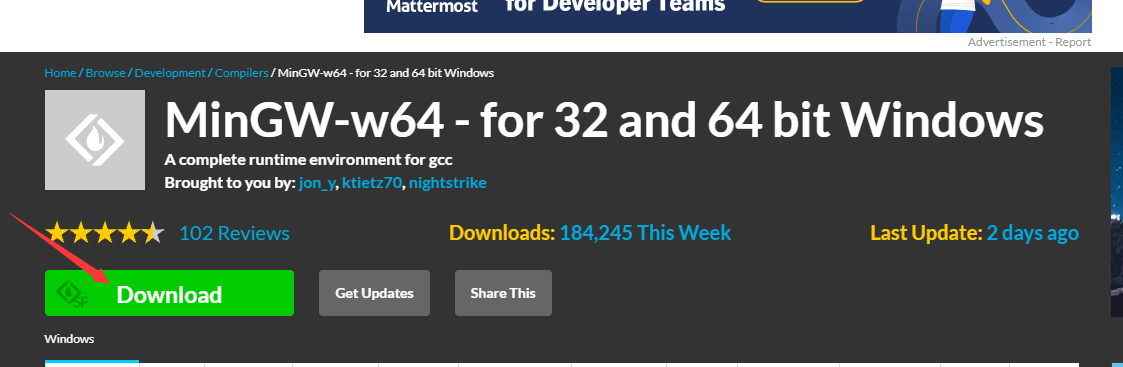 Mattermost
for Developer Teams
Advertisement - Report
Home / Browse / Development / Compilers / MinGW-w64 - for 32 and 64 bit Windows
MinGW-w64 - for 32 and 64 bit Windows
A complete runtime environment for gcc
Brought to you by: jon_y, ktietz70, nightstrike
102 Reviews
Downloads: 184,245 This Week
Last Update: 2 days ago
SF
Download
Get Updates
Share This
Windows